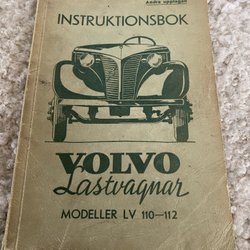 Andra upplagan
INSTRUKTIONSBOK
VOLVO
Lastvagnar
MODELLER LV 110—112